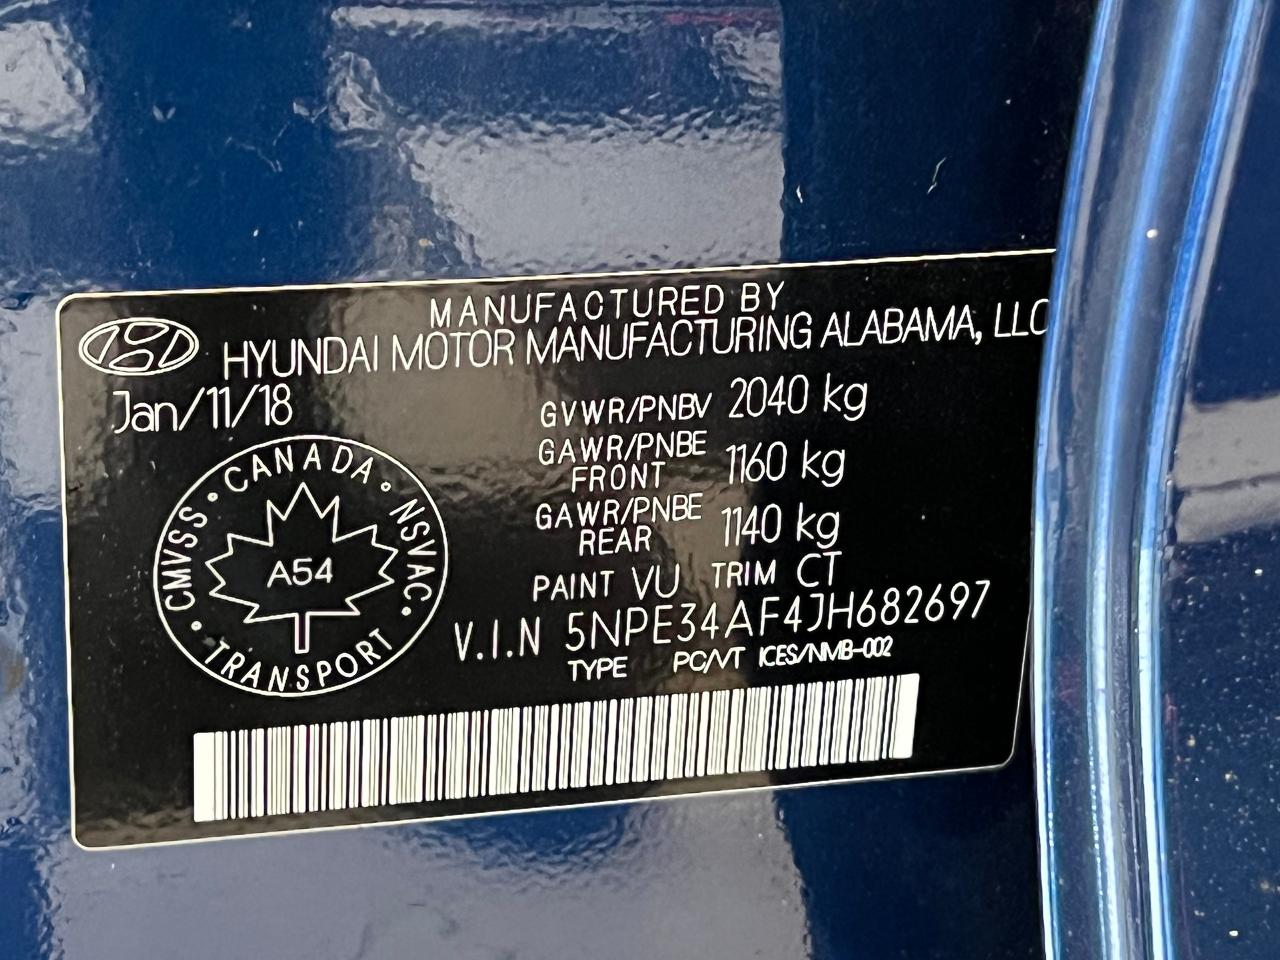 MANUFACTURED BY
HYUNDAI MOTOR MANUFACTURING ALABAMA, LLC
Jan/11/18
GVWR/PNBV 2040 kg
GAWR/PNBE FRONT 1160 kg
GAWR/PNBE REAR 1140 kg
PAINT VU TRIM CT
V.I.N 5NPE34AF4JH682697
TYPE PC/VT ICES/NMB-002
CANADA
CMVSS
NSVAC
A54
TRANSPORT